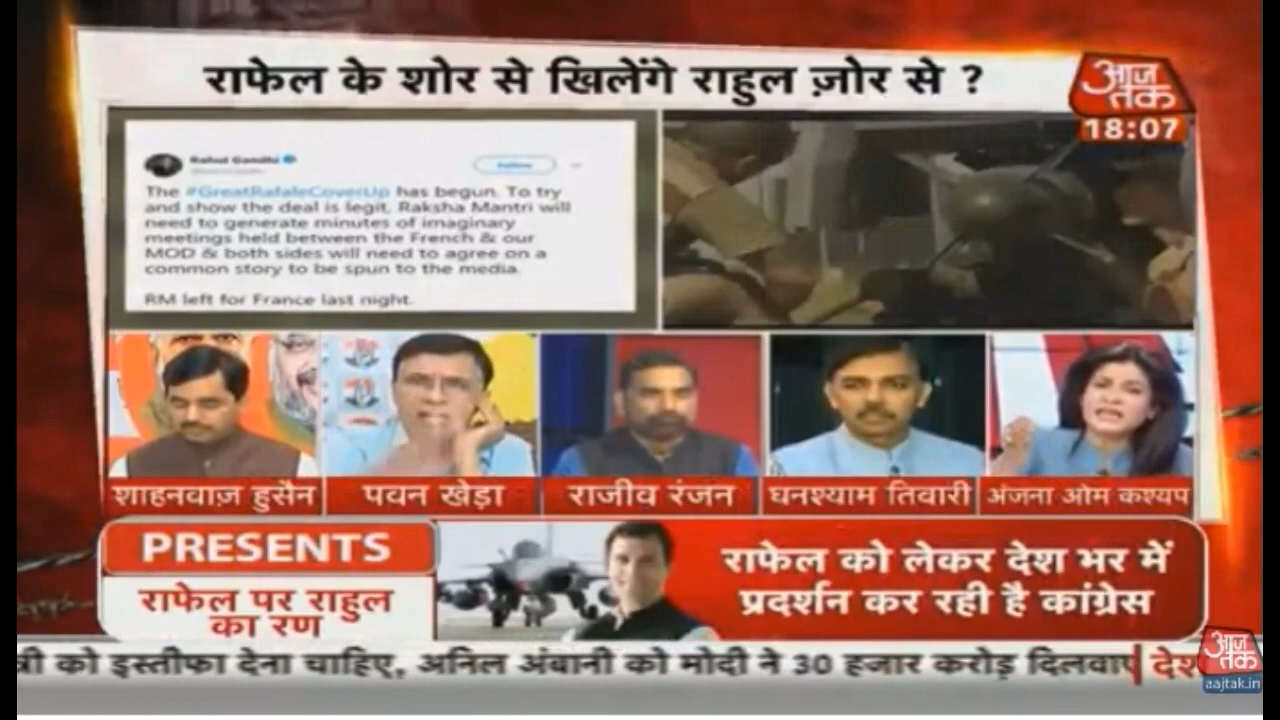 राफेल के शोर से खिलेंगे राहुल ज़ोर से ?
आज
तक
18:07
Rahul Gandhi
Follow
The #GreatRafaleCoverUp has begun. To try
and show the deal is legit, Raksha Mantri will
need to generate minutes of imaginary
meetings held between the French & our
MOD & both sides will need to agree on a
common story to be spun to the media.
RM left for France last night.
शाहनवाज़ हुसैन
पवन खेड़ा
राजीव रंजन
घनश्याम तिवारी
अंजना ओम कश्यप
PRESENTS
राफेल पर राहुल
का रण
राफेल को लेकर देश भर में
प्रदर्शन कर रही है कांग्रेस
त्री को इस्तीफा देना चाहिए, अनिल अंबानी को मोदी ने 30 हजार करोड़ दिलवाए देश
आज
तक
aajtak.in